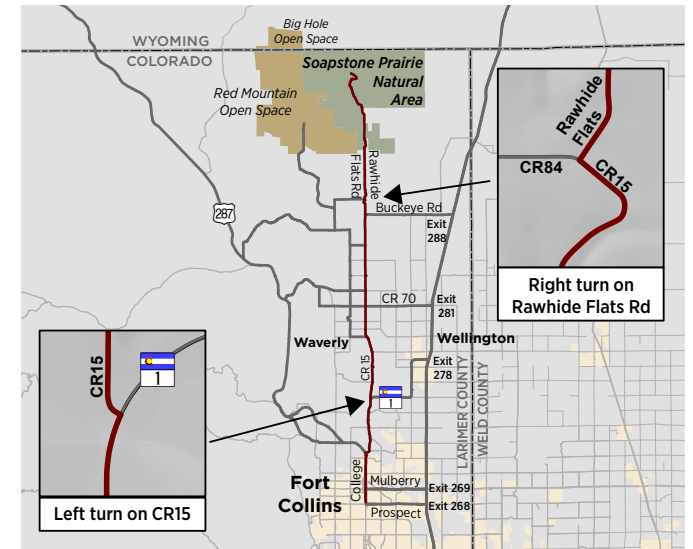 Big Hole
Open Space
WYOMING
COLORADO
Soapstone Prairie
Natural
Area
Red Mountain
Open Space
Rawhide
Flats
CR84
CR15
Right turn on
Rawhide Flats Rd
287
Rawhide
Flats Rd
Buckeye Rd
Exit
288
CR 70
Exit
281
Waverly
Wellington
CR 15
Exit
278
1
LARIMER COUNTY
WELD COUNTY
CR15
1
Left turn on CR15
Fort
Collins
College
Mulberry
Exit 269
Prospect
Exit 268